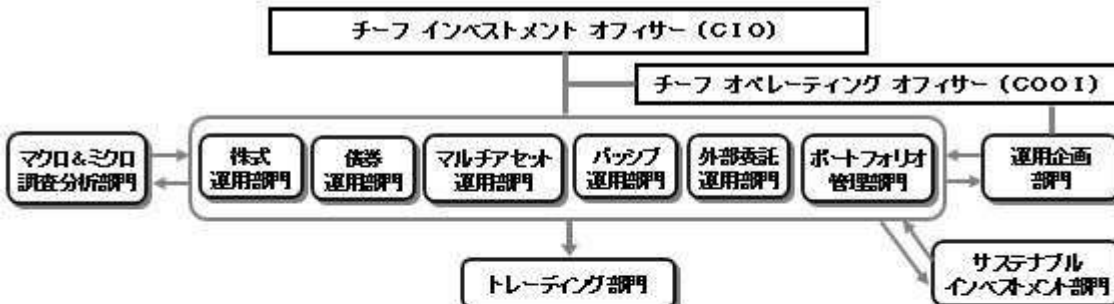 チーフ インベストメント オフィサー (CIO)
チーフ オペレーティング オフィサー (COOI)
マクロ&ミクロ
調査分析部門
株式
運用部門
債券
運用部門
マルチアセット
運用部門
パッシブ
運用部門
外部委託
運用部門
ポートフォリオ
管理部門
運用企画
部門
トレーディング部門
サステナブル
インベストメント部門